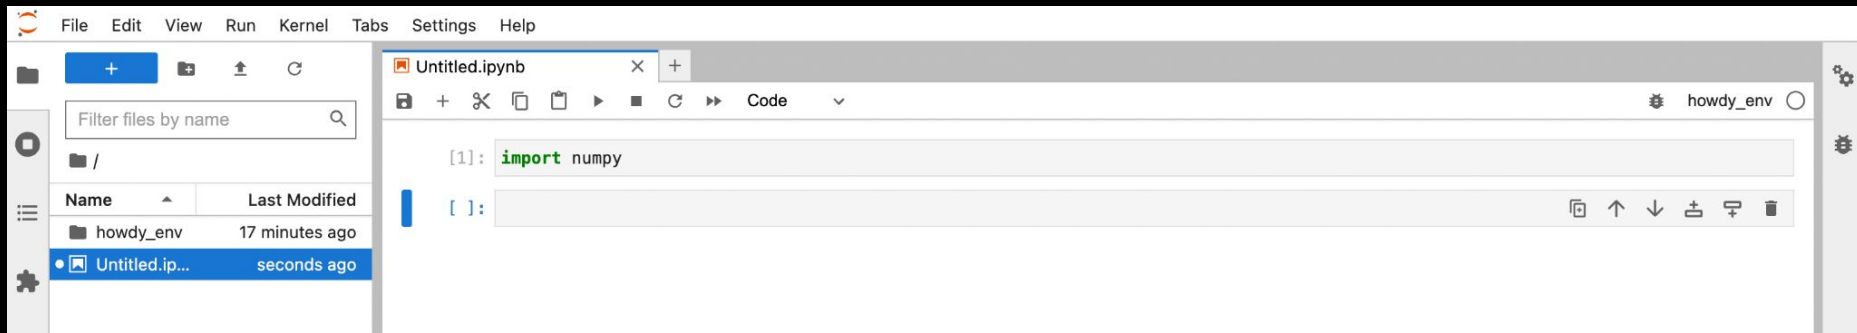 File Edit View Run Kernel Tabs Settings Help
Untitled.ipynb
Code
howdy_env
Filter files by name
/
Name Last Modified
howdy_env 17 minutes ago
Untitled.ip... seconds ago
[1]: import numpy
[ ]: